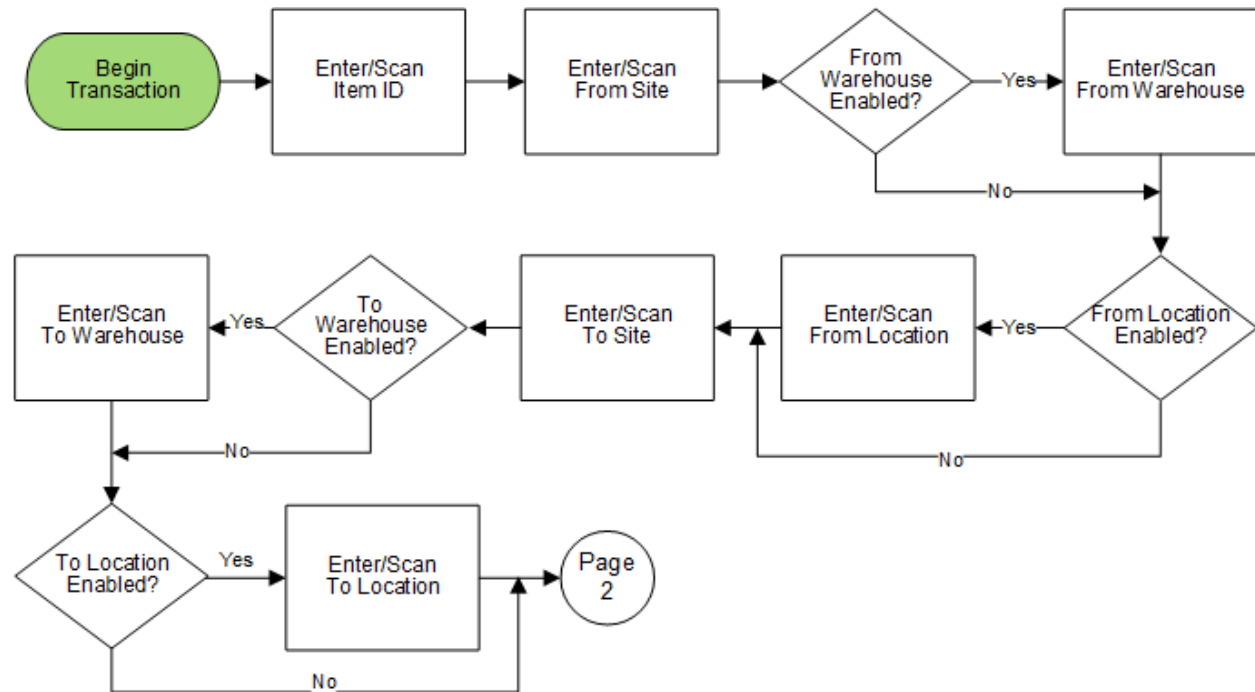 Begin
Transaction
Enter/Scan
Item ID
Enter/Scan
From Site
From
Warehouse
Enabled?
Yes
Enter/Scan
From Warehouse
No
Enter/Scan
To Warehouse
Yes
To
Warehouse
Enabled?
Enter/Scan
To Site
Enter/Scan
From Location
Yes
From Location
Enabled?
No
No
To Location
Enabled?
Yes
Enter/Scan
To Location
Page
2
No